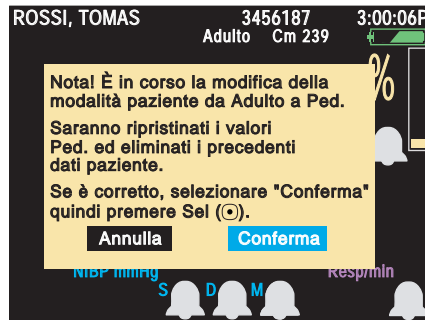 ROSSI, TOMAS 3456187 3:00:06P
Adulto Cm 239
%
Nota! È in corso la modifica della
modalità paziente da Adulto a Ped.
Saranno ripristinati i valori
Ped. ed eliminati i precedenti
dati paziente.
Se è corretto, selezionare "Conferma"
quindi premere Sel (⊙).
Annulla Conferma
NIBP mmHg Resp/min
S D M